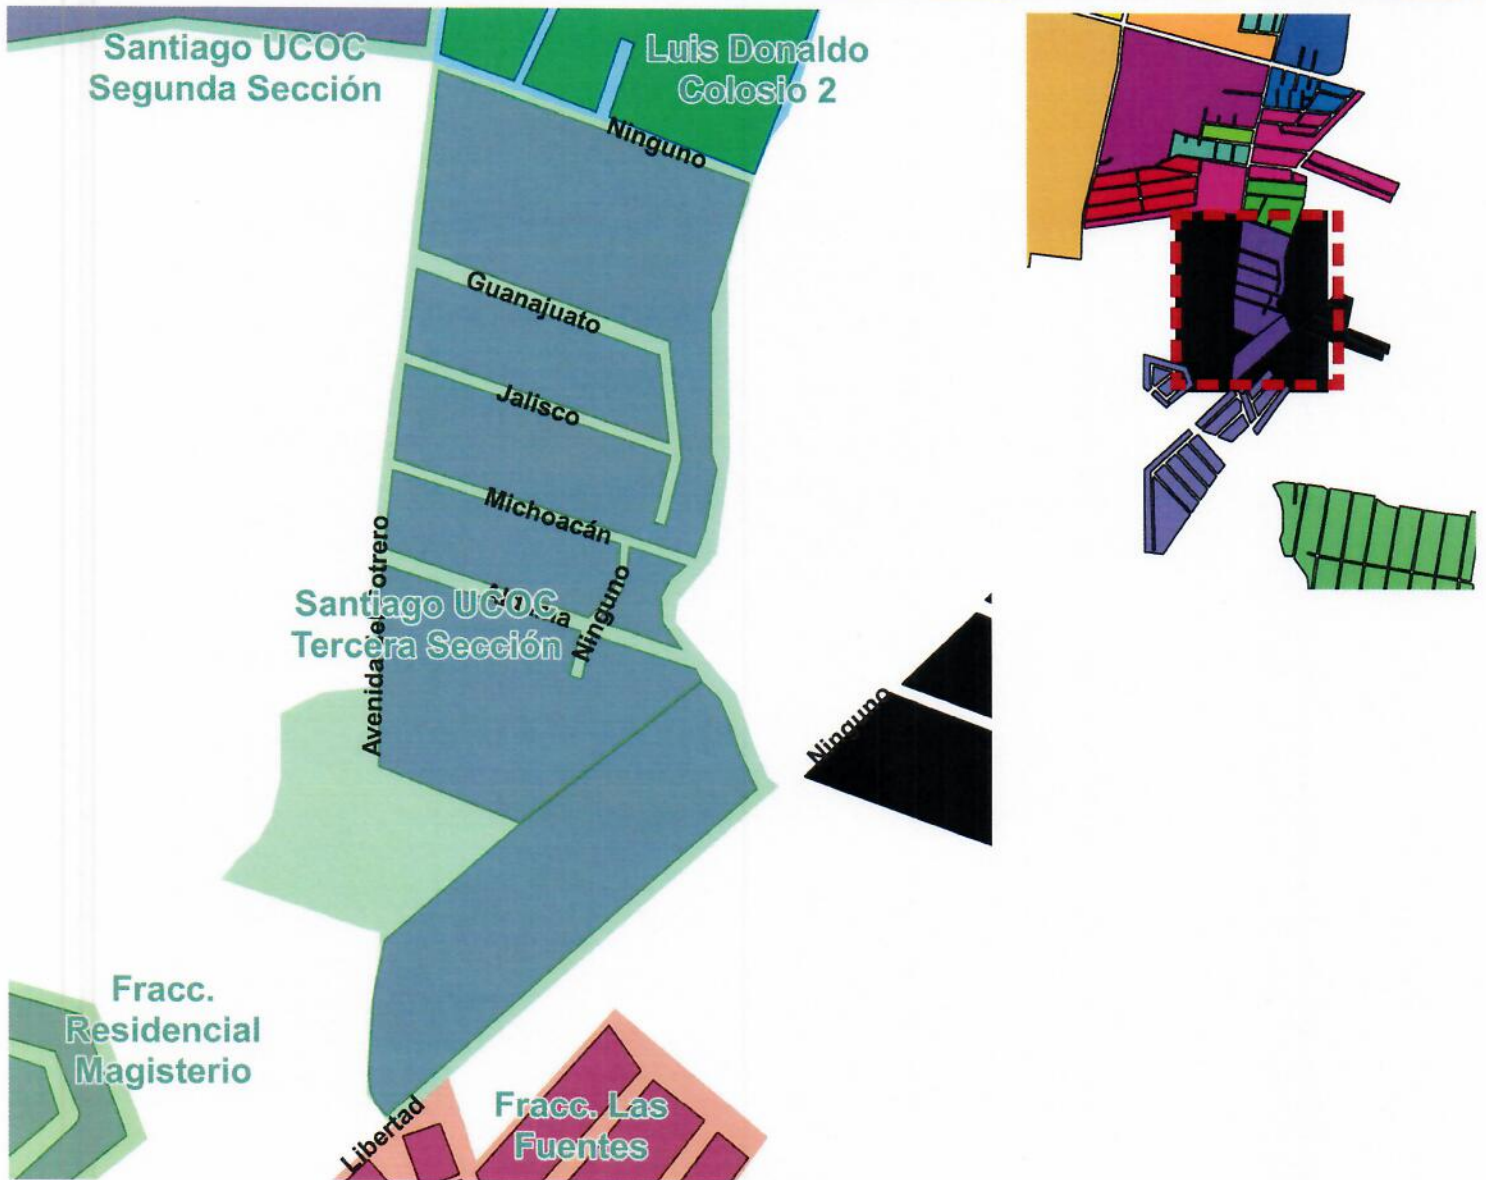 Santiago UCOC
Segunda Sección
Luis Donaldo
Colosio 2
Ninguno
Guanajuato
Jalisco
Michoacán
Avenida
Santiago UCOC
Tercera Sección
Ninguno
Ninguno
Fracc.
Residencial
Magisterio
Libertad
Fracc. Las
Fuentes